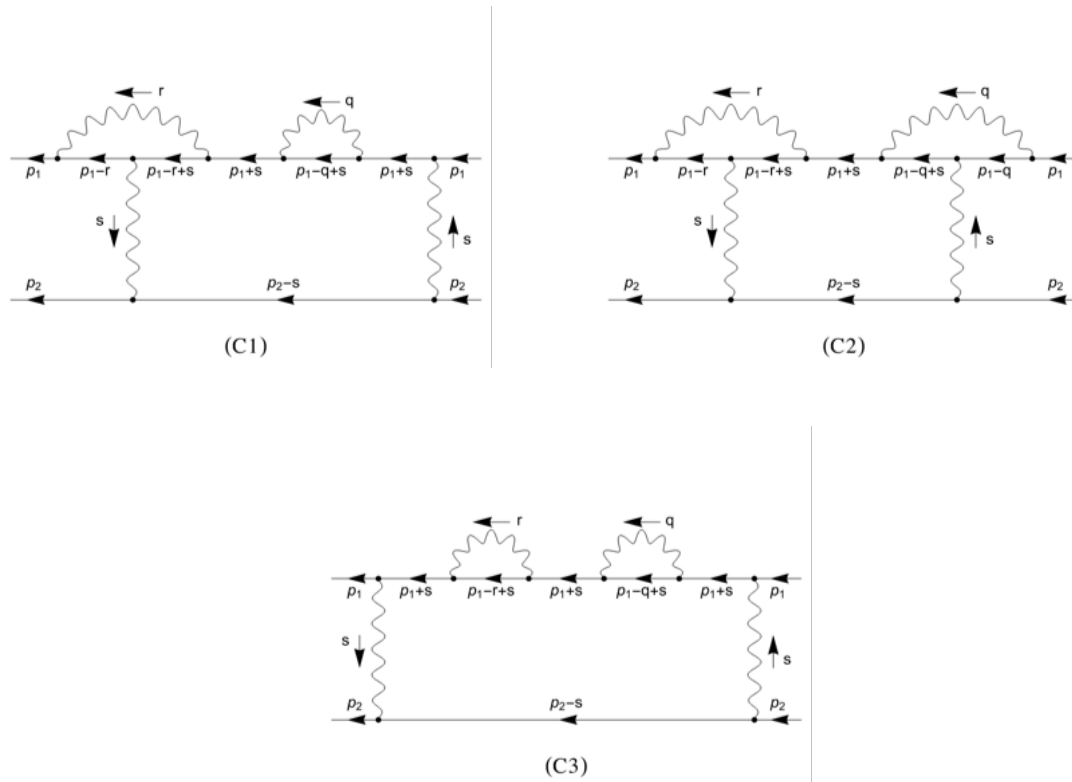 r q r q
p₁ p₁–r p₁–r+s p₁+s p₁–q+s p₁+s p₁ p₁ p₁–r p₁–r+s p₁+s p₁–q+s p₁–q p₁
s s s s
p₂ p₂–s p₂ p₂ p₂–s p₂
(C1) (C2)
r q
p₁ p₁+s p₁–r+s p₁+s p₁–q+s p₁+s p₁
s s
p₂ p₂–s p₂
(C3)